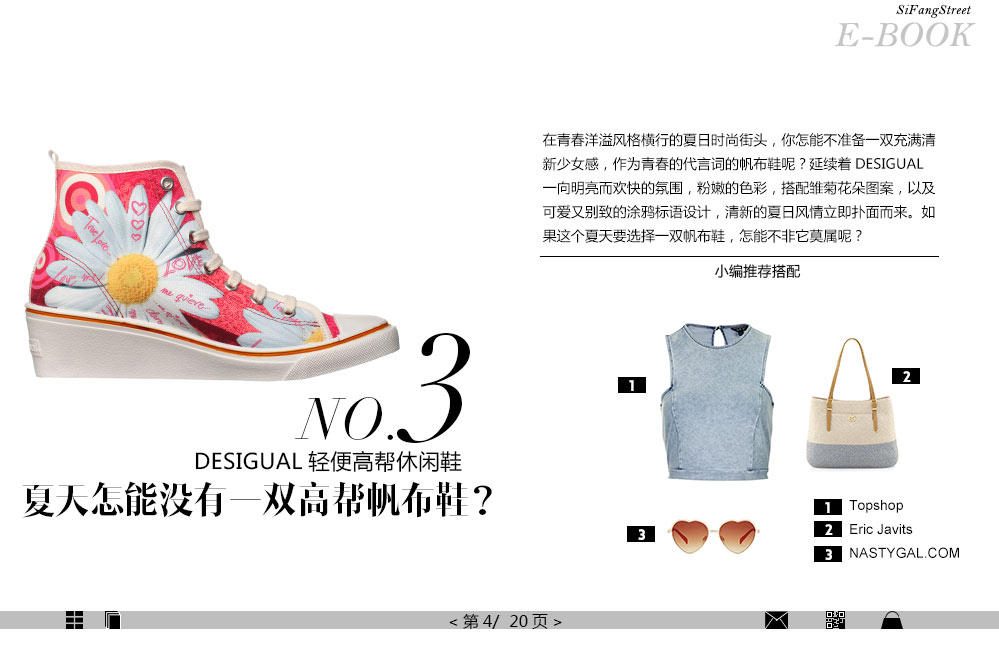 SiFangStreet
E-BOOK
在青春洋溢风格横行的夏日时尚街头，你怎能不准备一双充满清
新少女感，作为青春的代言词的帆布鞋呢？延续着 DESIGUAL
一向明亮而欢快的氛围，粉嫩的色彩，搭配雏菊花朵图案，以及
可爱又别致的涂鸦标语设计，清新的夏日风情立即扑面而来。如
果这个夏天要选择一双帆布鞋，怎能不非它莫属呢？
小编推荐搭配
True Love
LOVE
Love me
me quiere
NO.3
DESIGUAL 轻便高帮休闲鞋
夏天怎能没有一双高帮帆布鞋？
1
2
3
1 Topshop
2 Eric Javits
3 NASTYGAL.COM
< 第 4/ 20 页 >